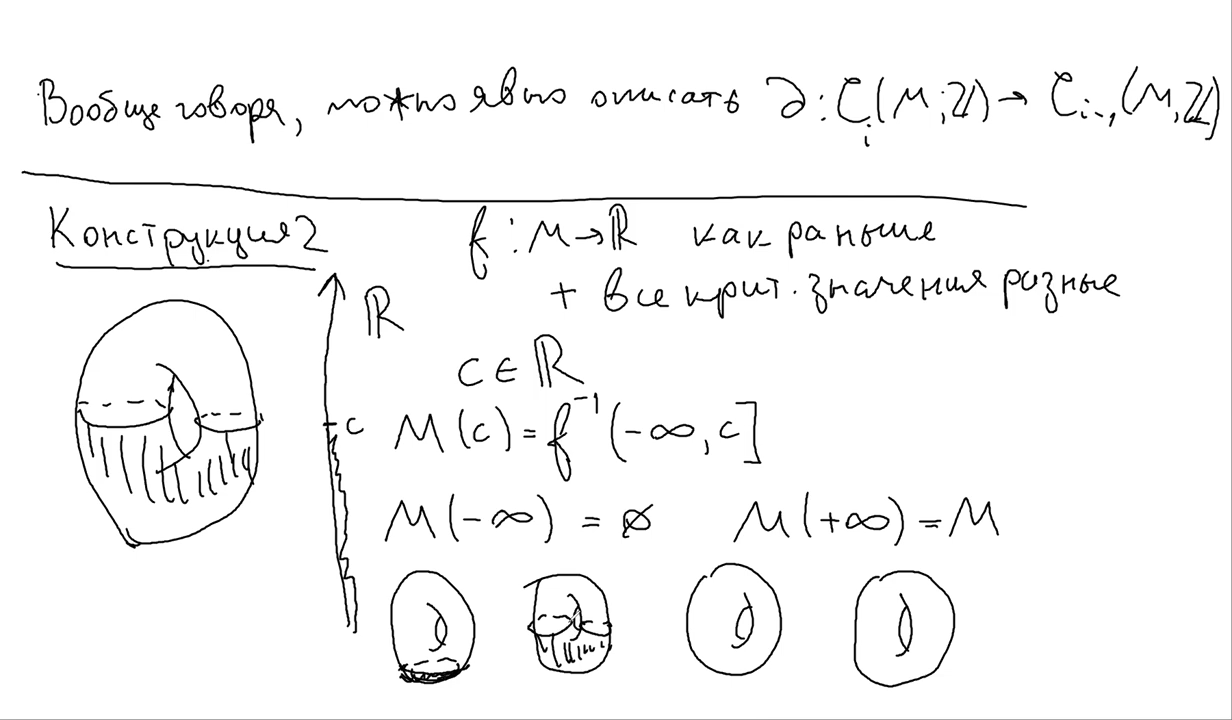 Вообще говоря, можно явно описать ∂ : C_i(M; ℤ) → C_{i-1}(M, ℤ)
Конструкция 2
f : M → ℝ как раньше
+ все крит. значения разные
ℝ
c ∈ ℝ
c
M(c) = f^{-1}(-∞, c]
M(-∞) = ∅ M(+∞) = M